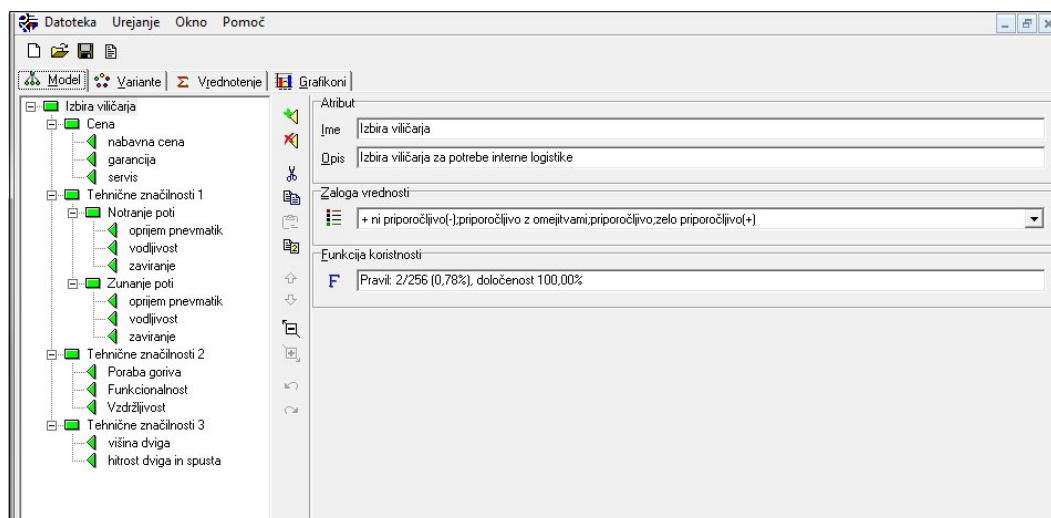 Datoteka Urejanje Okno Pomoč
Model Variante Σ Vrednotenje Grafikoni
Izbira viličarja
Cena
nabavna cena
garancija
servis
Tehnične značilnosti 1
Notranje poti
oprijem pnevmatik
vodljivost
zaviranje
Zunanje poti
oprijem pnevmatik
vodljivost
zaviranje
Tehnične značilnosti 2
Poraba goriva
Funkcionalnost
Vzdržljivost
Tehnične značilnosti 3
višina dviga
hitrost dviga in spusta
Atribut
Ime Izbira viličarja
Opis Izbira viličarja za potrebe interne logistike
Zaloga vrednosti
+ ni priporočljivo(-);priporočljivo z omejitvami;priporočljivo;zelo priporočljivo(+)
Funkcija koristnosti
F Pravil: 2/256 (0,78%), določenost 100,00%